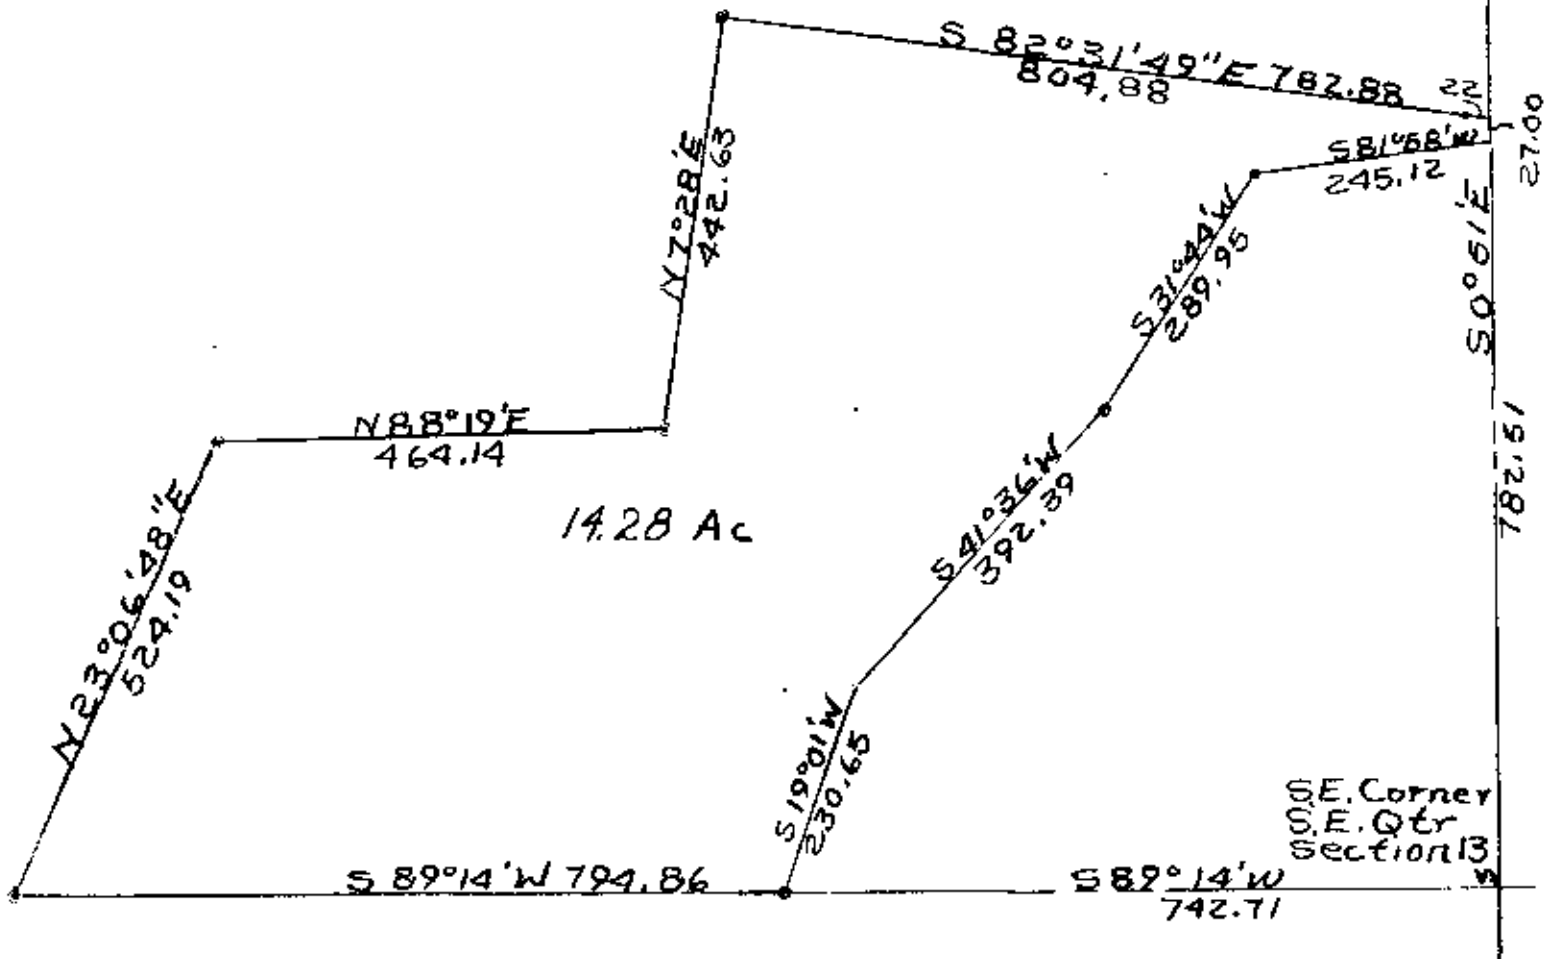 S 82°31'49"E 782.88
804.88
22
27.00
S81°58'W
245.12
N7°28'E
442.63
S31°44'W
289.95
S0°51'E
N88°19'E
464.14
14.28 Ac
S41°36'W
392.39
782.51
N23°06'48"E
524.19
S19°01'W
230.65
S.E. Corner
S.E. Qtr
Section 13
S 89°14'W 794.86
S89°14'W
742.71